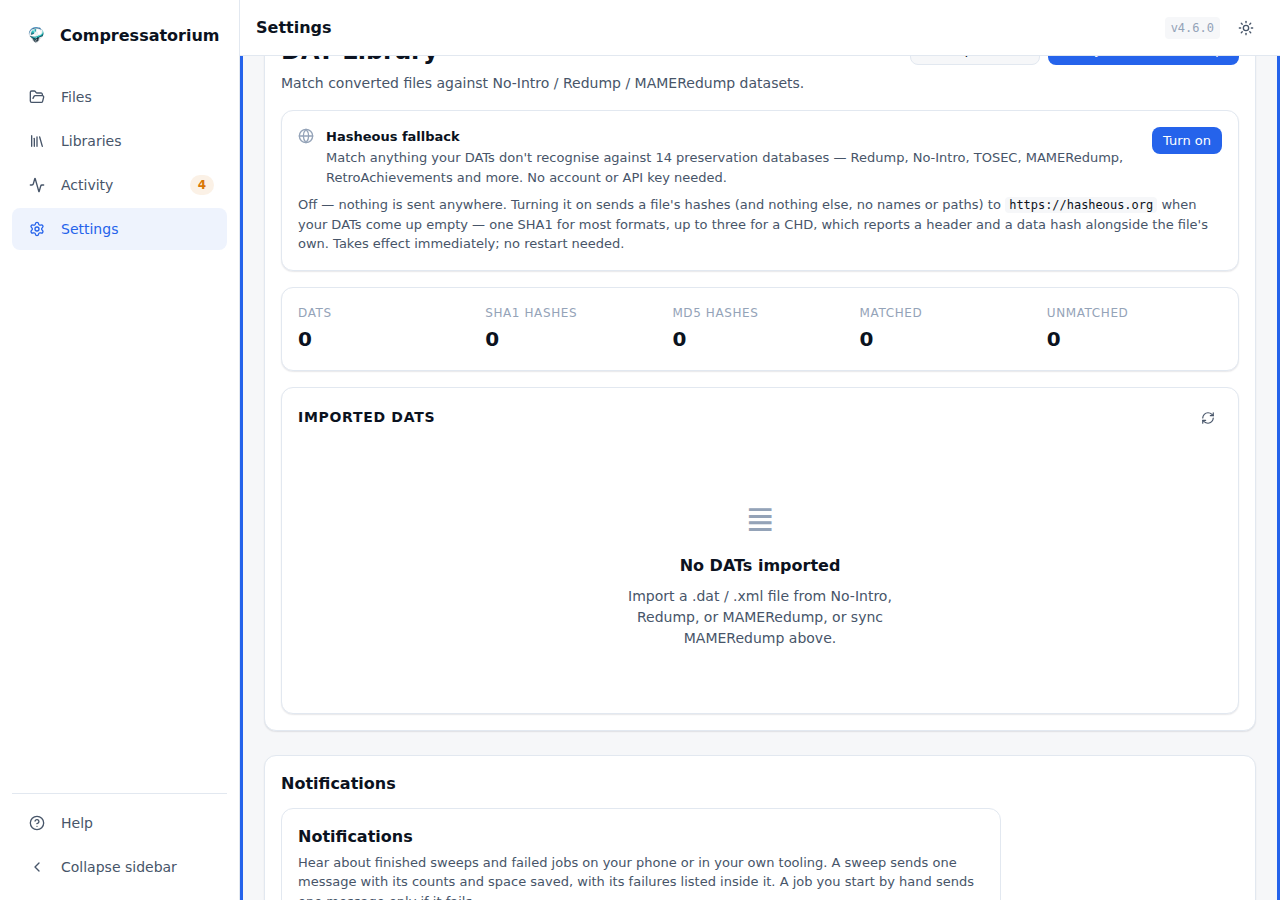 Compressatorium
Settings
v4.6.0
Files
Libraries
Activity
4
Settings
Help
Collapse sidebar
DAT Library
Match converted files against No-Intro / Redump / MAMERedump datasets.
Hasheous fallback
Turn on
Match anything your DATs don't recognise against 14 preservation databases — Redump, No-Intro, TOSEC, MAMERedump,
RetroAchievements and more. No account or API key needed.
Off — nothing is sent anywhere. Turning it on sends a file's hashes (and nothing else, no names or paths) to https://hasheous.org when
your DATs come up empty — one SHA1 for most formats, up to three for a CHD, which reports a header and a data hash alongside the file's
own. Takes effect immediately; no restart needed.
DATS
SHA1 HASHES
MD5 HASHES
MATCHED
UNMATCHED
0
0
0
0
0
IMPORTED DATS
No DATs imported
Import a .dat / .xml file from No-Intro,
Redump, or MAMERedump, or sync
MAMERedump above.
Notifications
Notifications
Hear about finished sweeps and failed jobs on your phone or in your own tooling. A sweep sends one
message with its counts and space saved, with its failures listed inside it. A job you start by hand sends
one message only if it fails.